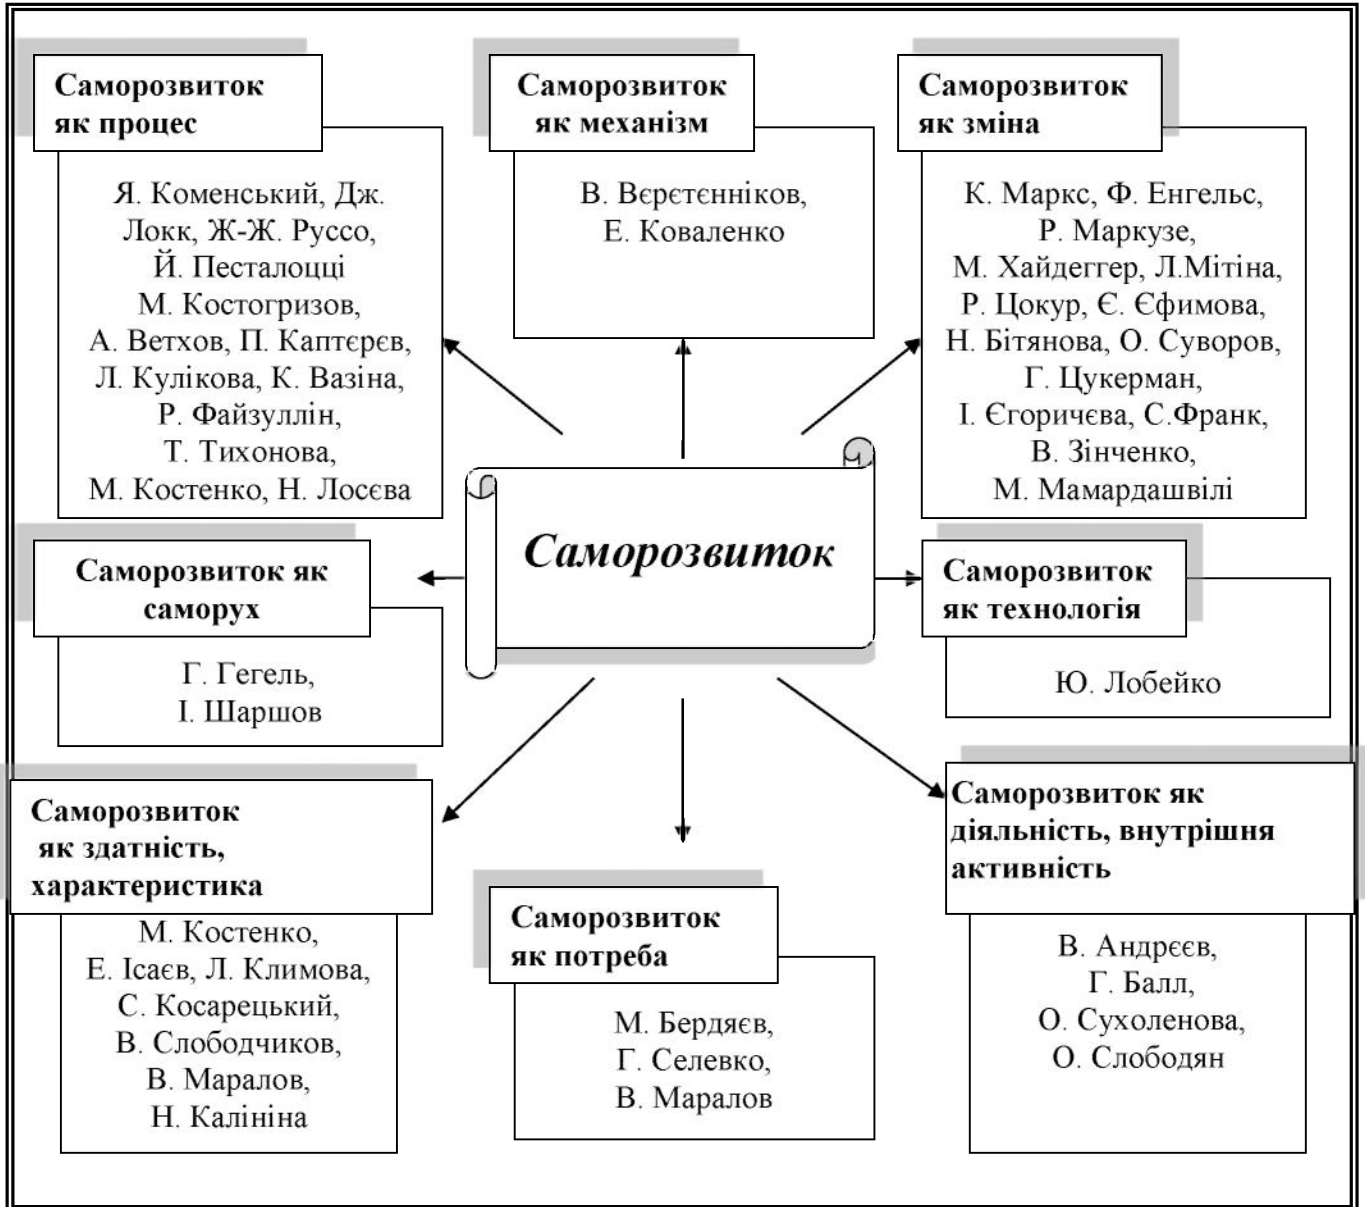 Саморозвиток
як процес
Я. Коменський, Дж.
Локк, Ж-Ж. Руссо,
Й. Песталоцці
М. Костогризов,
А. Ветхов, П. Каптєрєв,
Л. Кулікова, К. Вазіна,
Р. Файзуллін,
Т. Тихонова,
М. Костенко, Н. Лосєва
Саморозвиток
як механізм
В. Вєрєтєнніков,
Е. Коваленко
Саморозвиток
як зміна
К. Маркс, Ф. Енгельс,
Р. Маркузе,
М. Хайдеггер, Л.Мітіна,
Р. Цокур, Є. Єфимова,
Н. Бітянова, О. Суворов,
Г. Цукерман,
І. Єгоричєва, С.Франк,
В. Зінченко,
М. Мамардашвілі
Саморозвиток
Саморозвиток як
саморух
Г. Гегель,
І. Шаршов
Саморозвиток
як технологія
Ю. Лобейко
Саморозвиток
як здатність,
характеристика
М. Костенко,
Е. Ісаєв, Л. Климова,
С. Косарецький,
В. Слободчиков,
В. Маралов,
Н. Калініна
Саморозвиток
як потреба
М. Бердяєв,
Г. Селевко,
В. Маралов
Саморозвиток як
діяльність, внутрішня
активність
В. Андрєєв,
Г. Балл,
О. Сухоленова,
О. Слободян